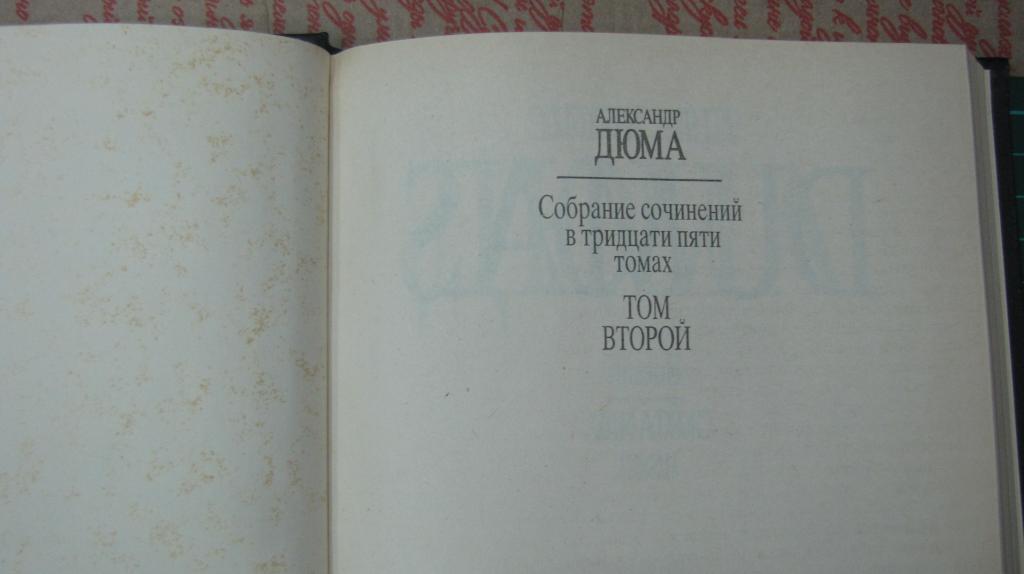 АЛЕКСАНДР
ДЮМА
Собрание сочинений
в тридцати пяти
томах
ТОМ
ВТОРОЙ